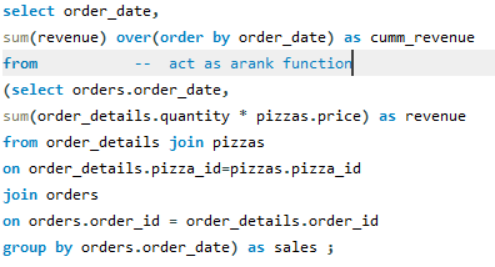 select order_date,
sum(revenue) over(order by order_date) as cumm_revenue
from -- act as arank function
(select orders.order_date,
sum(order_details.quantity * pizzas.price) as revenue
from order_details join pizzas
on order_details.pizza_id=pizzas.pizza_id
join orders
on orders.order_id = order_details.order_id
group by orders.order_date) as sales ;